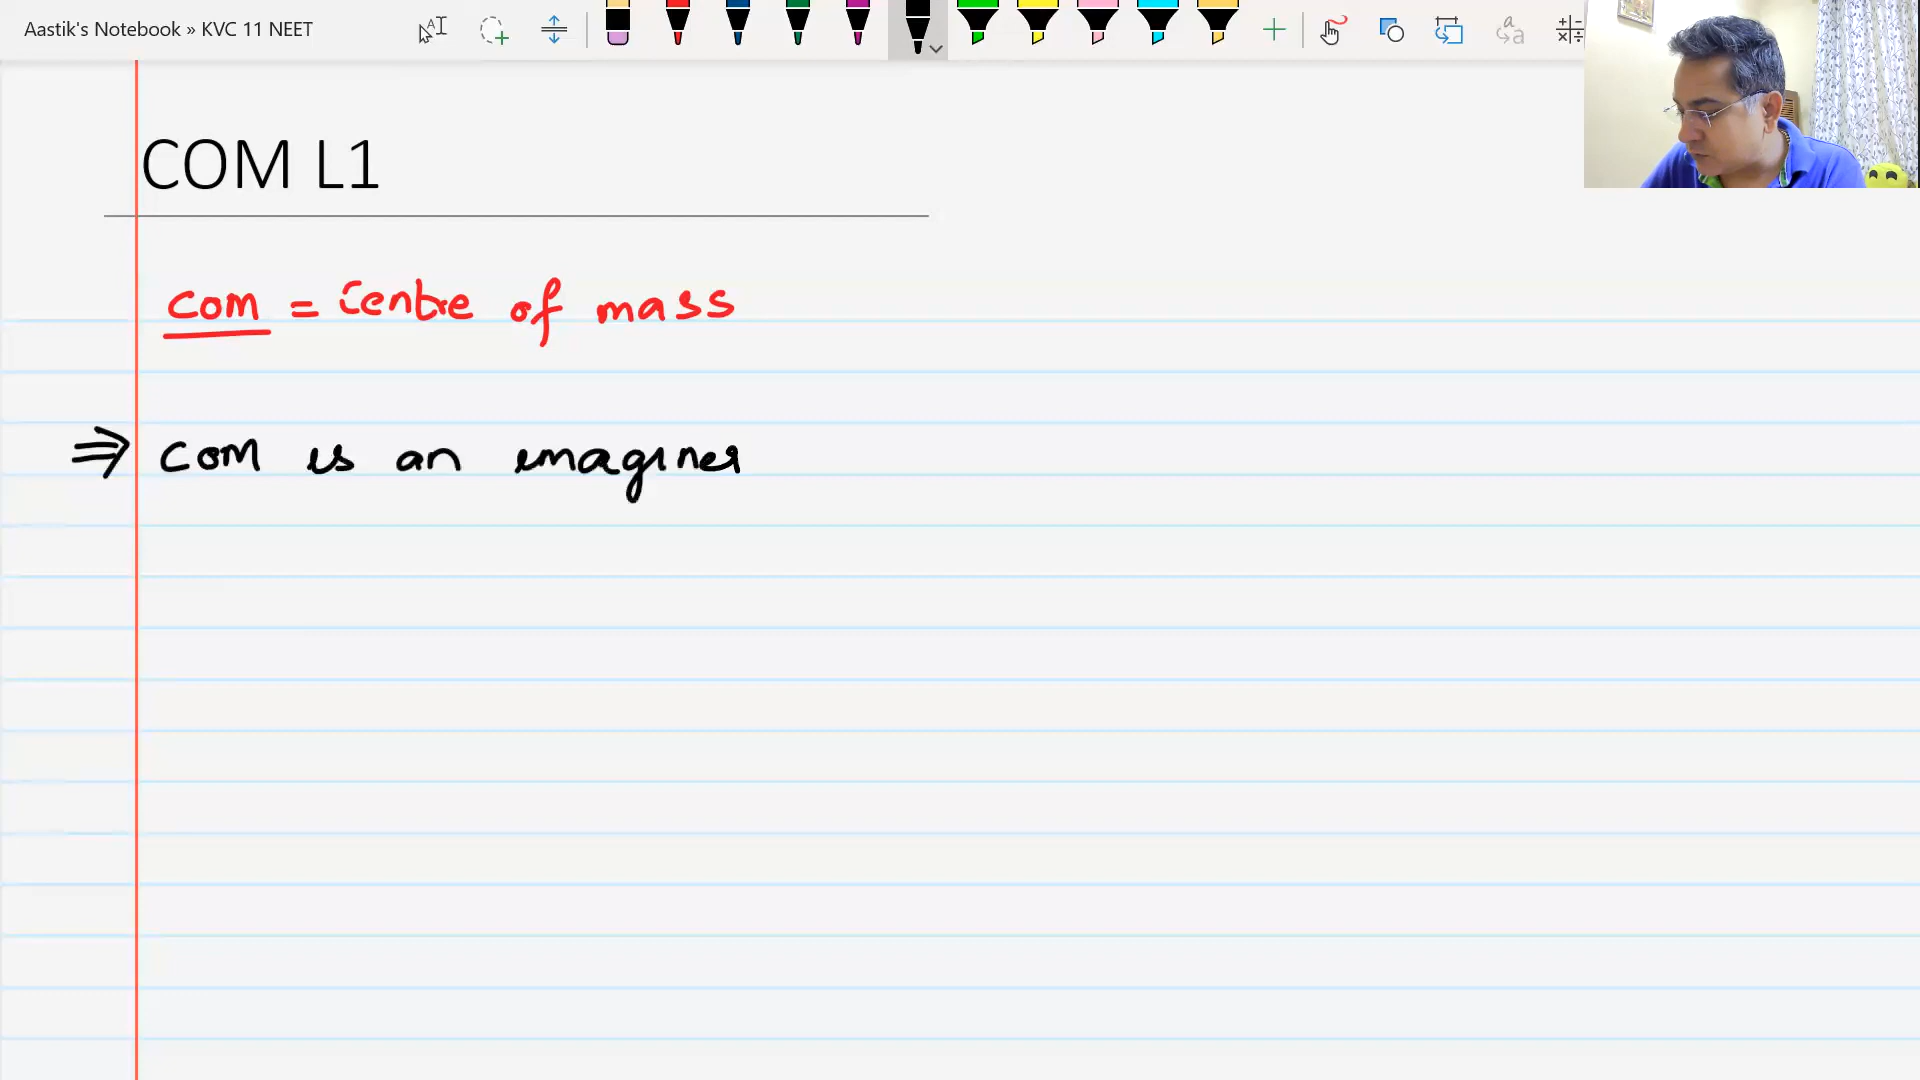 Aastik's Notebook » KVC 11 NEET
COM L1
COM = Centre of mass
⇒ COM is an imaginer